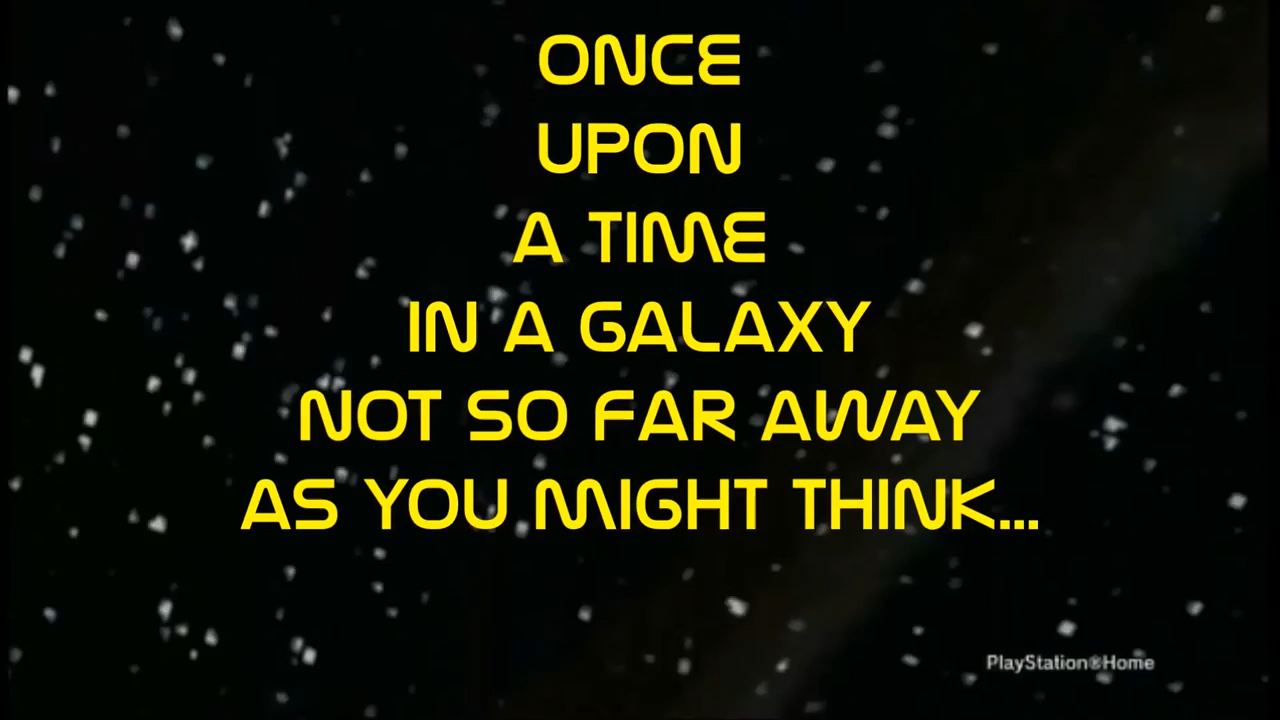 ONCE
UPON
A TIME
IN A GALAXY
NOT SO FAR AWAY
AS YOU MIGHT THINK...
PlayStation®Home